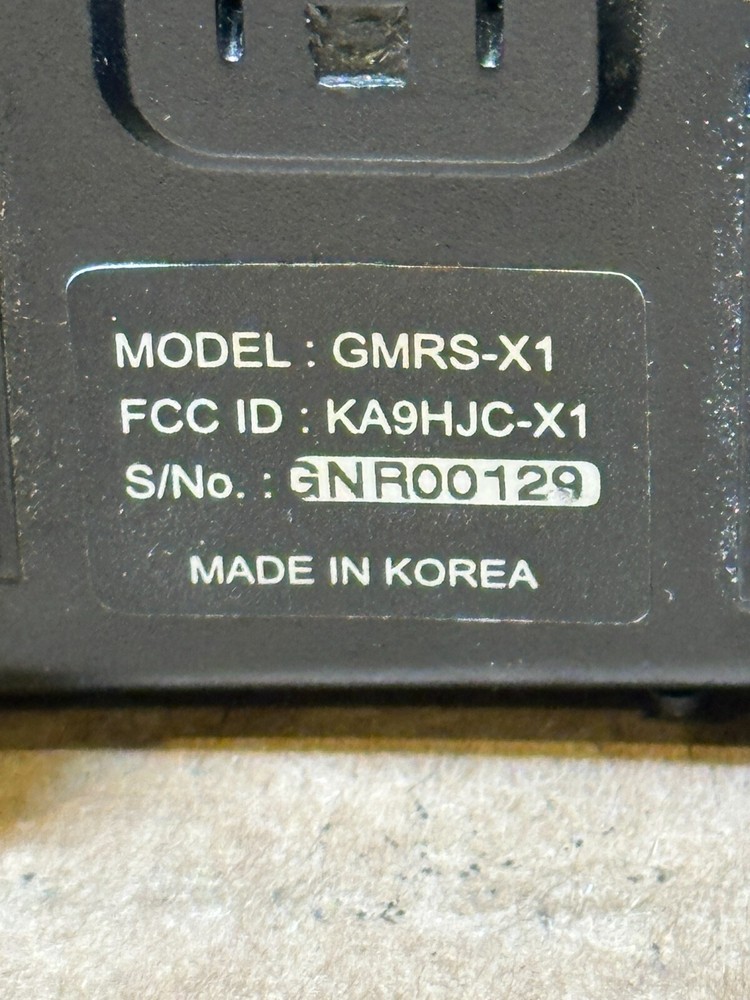 MODEL : GMRS-X1
FCC ID : KA9HJC-X1
S/No. : GNR00129
MADE IN KOREA